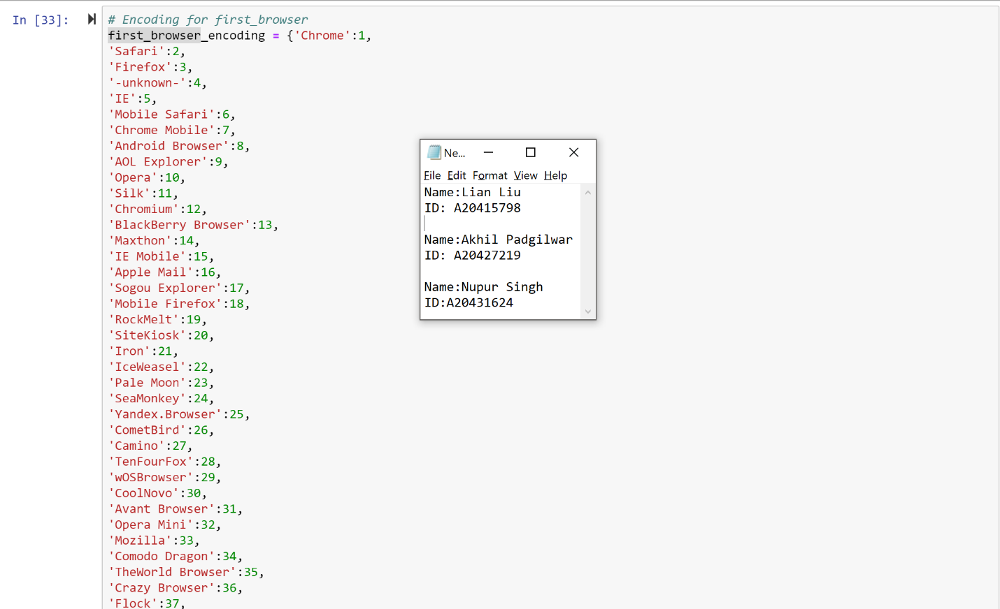 In [33]:
# Encoding for first_browser
first_browser_encoding = {'Chrome':1,
'Safari':2,
'Firefox':3,
'-unknown-':4,
'IE':5,
'Mobile Safari':6,
'Chrome Mobile':7,
'Android Browser':8,
'AOL Explorer':9,
'Opera':10,
'Silk':11,
'Chromium':12,
'BlackBerry Browser':13,
'Maxthon':14,
'IE Mobile':15,
'Apple Mail':16,
'Sogou Explorer':17,
'Mobile Firefox':18,
'RockMelt':19,
'SiteKiosk':20,
'Iron':21,
'IceWeasel':22,
'Pale Moon':23,
'SeaMonkey':24,
'Yandex.Browser':25,
'CometBird':26,
'Camino':27,
'TenFourFox':28,
'wOSBrowser':29,
'CoolNovo':30,
'Avant Browser':31,
'Opera Mini':32,
'Mozilla':33,
'Comodo Dragon':34,
'TheWorld Browser':35,
'Crazy Browser':36,
'Flock':37,
Ne...
File Edit Format View Help
Name:Lian Liu
ID: A20415798
Name:Akhil Padgilwar
ID: A20427219
Name:Nupur Singh
ID:A20431624